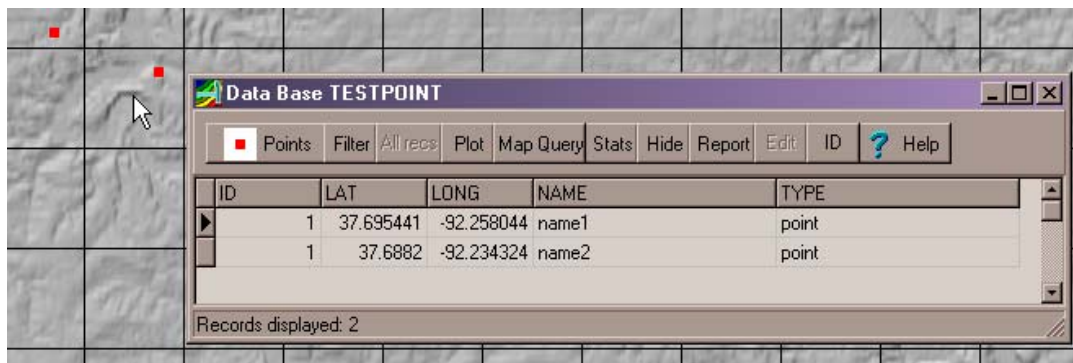 Data Base TESTPOINT
Points Filter All recs Plot Map Query Stats Hide Report Edit ID ? Help
ID LAT LONG NAME TYPE
1 37.695441 -92.258044 name1 point
1 37.6882 -92.234324 name2 point
Records displayed: 2